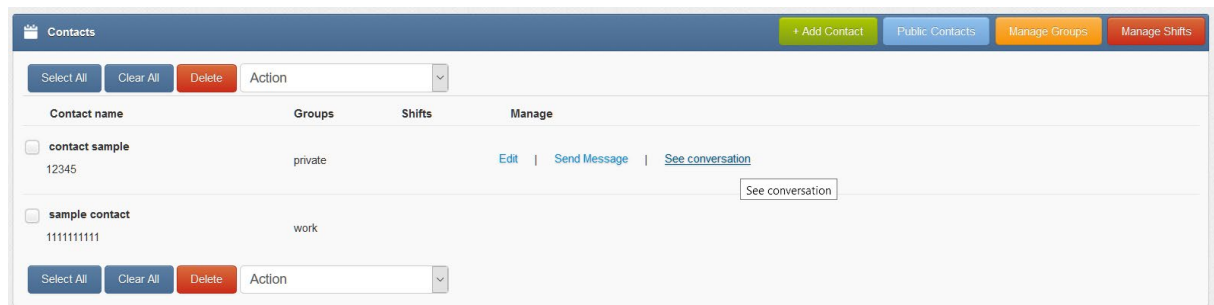 Contacts + Add Contact Public Contacts Manage Groups Manage Shifts
Select All Clear All Delete Action
Contact name Groups Shifts Manage
contact sample
12345 private Edit | Send Message | See conversation
See conversation
sample contact
1111111111 work
Select All Clear All Delete Action